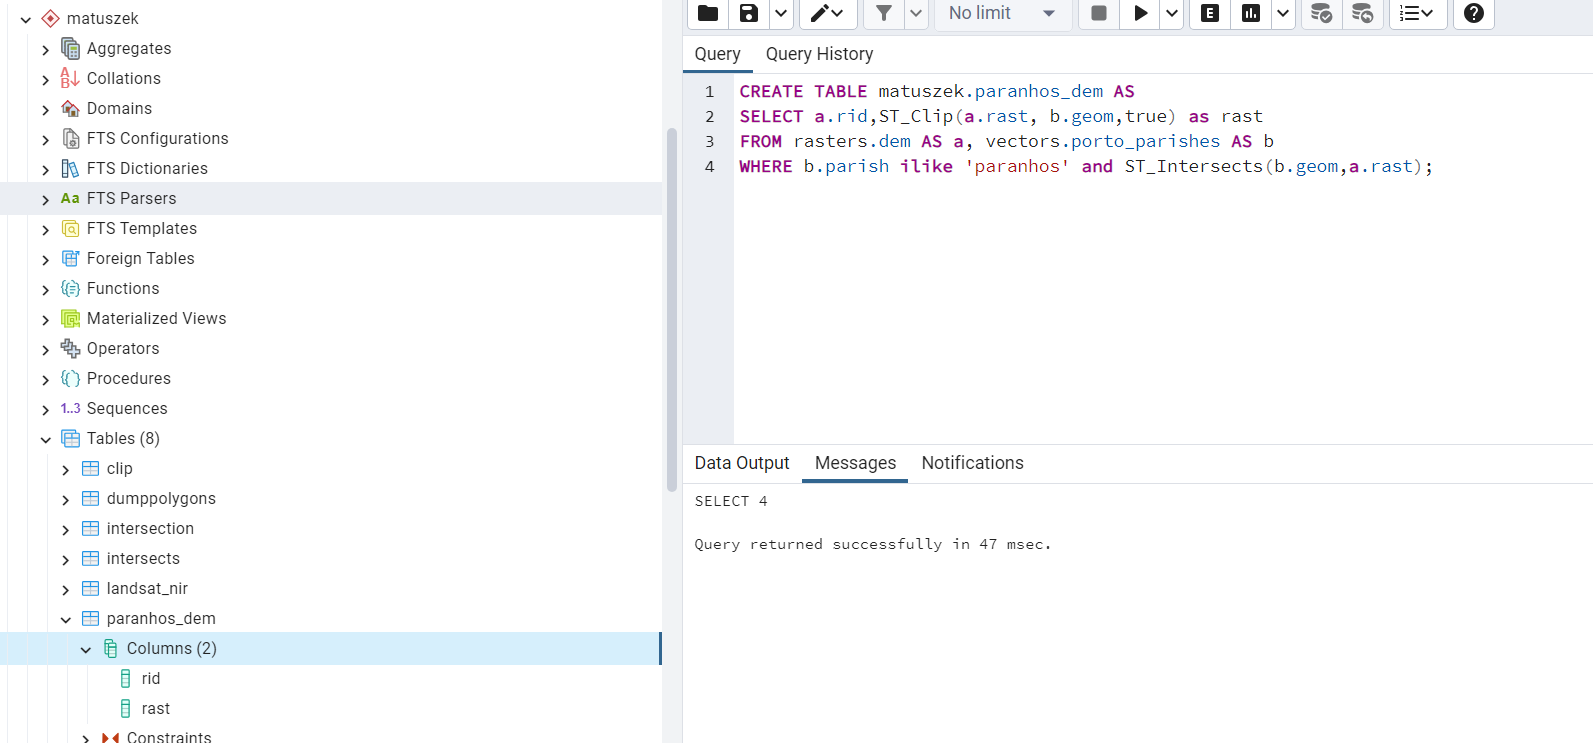 matuszek
Aggregates
Collations
Domains
FTS Configurations
FTS Dictionaries
Aa FTS Parsers
FTS Templates
Foreign Tables
Functions
Materialized Views
Operators
Procedures
1..3 Sequences
Tables (8)
clip
dumppolygons
intersection
intersects
landsat_nir
paranhos_dem
Columns (2)
rid
rast
Constraints
No limit
E
Query Query History
1 CREATE TABLE matuszek.paranhos_dem AS
2 SELECT a.rid,ST_Clip(a.rast, b.geom,true) as rast
3 FROM rasters.dem AS a, vectors.porto_parishes AS b
4 WHERE b.parish ilike 'paranhos' and ST_Intersects(b.geom,a.rast);
Data Output Messages Notifications
SELECT 4
Query returned successfully in 47 msec.